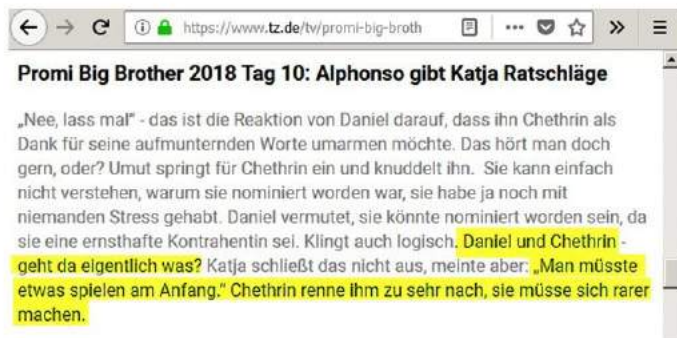 https://www.tz.de/tv/promi-big-broth
Promi Big Brother 2018 Tag 10: Alphonso gibt Katja Ratschläge
„Nee, lass mal" - das ist die Reaktion von Daniel darauf, dass ihn Chethrin als
Dank für seine aufmunternden Worte umarmen möchte. Das hört man doch
gern, oder? Umut springt für Chethrin ein und knuddelt ihn. Sie kann einfach
nicht verstehen, warum sie nominiert worden war, sie habe ja noch mit
niemanden Stress gehabt. Daniel vermutet, sie könnte nominiert worden sein, da
sie eine ernsthafte Kontrahentin sei. Klingt auch logisch. Daniel und Chethrin -
geht da eigentlich was? Katja schließt das nicht aus, meinte aber: „Man müsste
etwas spielen am Anfang." Chethrin renne ihm zu sehr nach, sie müsse sich rarer
machen.